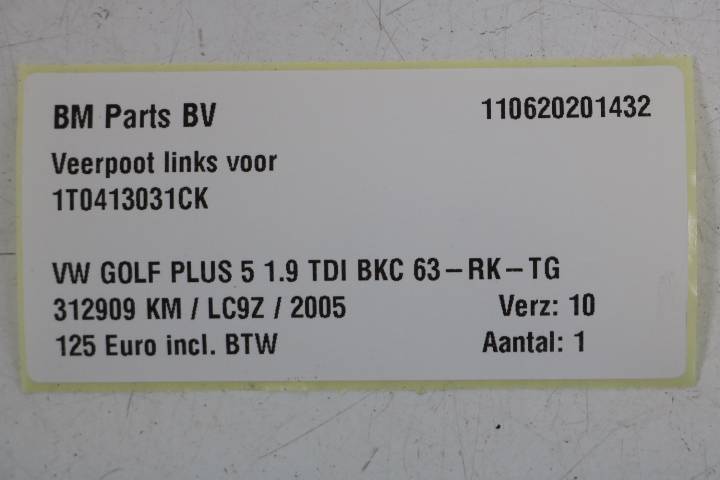 BM Parts BV 110620201432
Veerpoot links voor
1T0413031CK
VW GOLF PLUS 5 1.9 TDI BKC 63-RK-TG
312909 KM / LC9Z / 2005 Verz: 10
125 Euro incl. BTW Aantal: 1